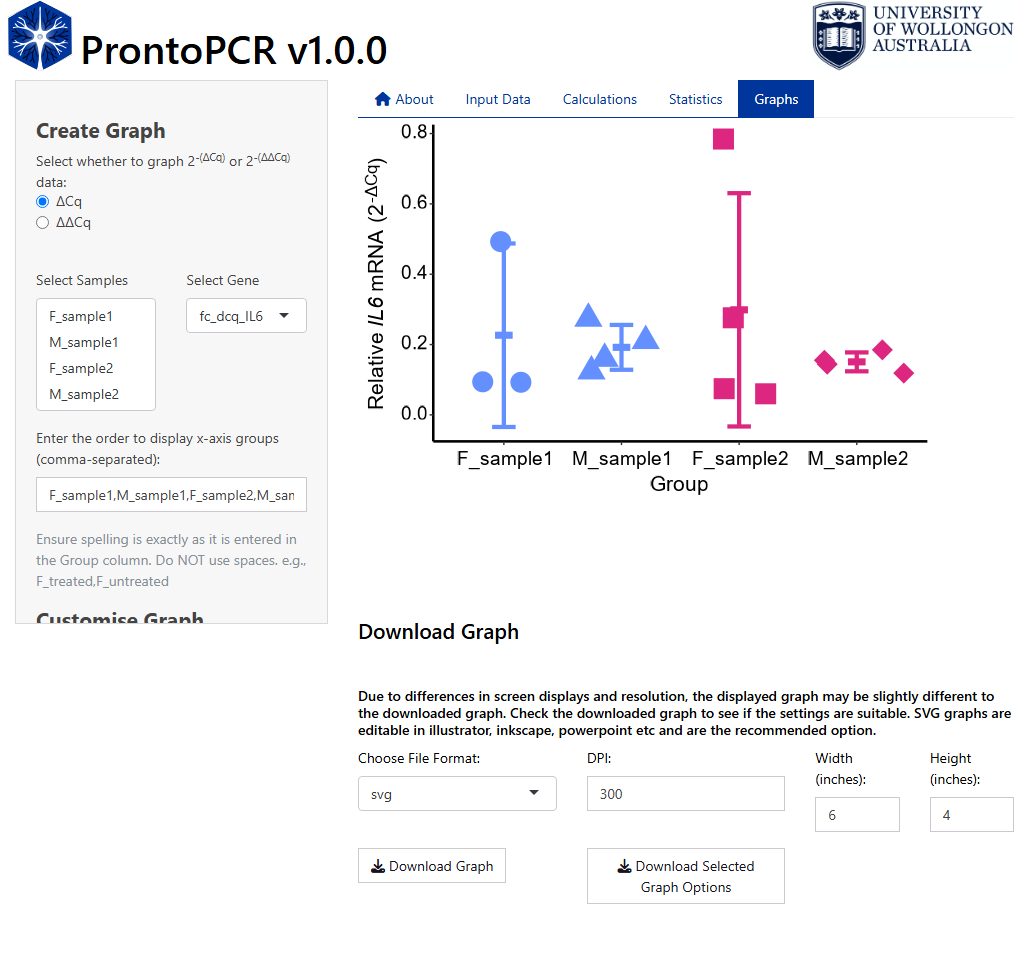 ProntoPCR v1.0.0
UNIVERSITY
OF WOLLONGONG
AUSTRALIA
Create Graph
Select whether to graph 2-(ΔCq) or 2-(ΔΔCq)
data:
ΔCq
ΔΔCq
Select Samples
Select Gene
F_sample1
M_sample1
F_sample2
M_sample2
fc_dcq_IL6
Enter the order to display x-axis groups
(comma-separated):
F_sample1,M_sample1,F_sample2,M_sam
Ensure spelling is exactly as it is entered in
the Group column. Do NOT use spaces. e.g.,
F_treated,F_untreated
Customise Graph
About
Input Data
Calculations
Statistics
Graphs
Relative IL6 mRNA (2-ΔCq)
0.8
0.6
0.4
0.2
0.0
F_sample1 M_sample1 F_sample2 M_sample2
Group
Download Graph
Due to differences in screen displays and resolution, the displayed graph may be slightly different to
the downloaded graph. Check the downloaded graph to see if the settings are suitable. SVG graphs are
editable in illustrator, inkscape, powerpoint etc and are the recommended option.
Choose File Format:
svg
DPI:
300
Width
(inches):
6
Height
(inches):
4
Download Graph
Download Selected
Graph Options